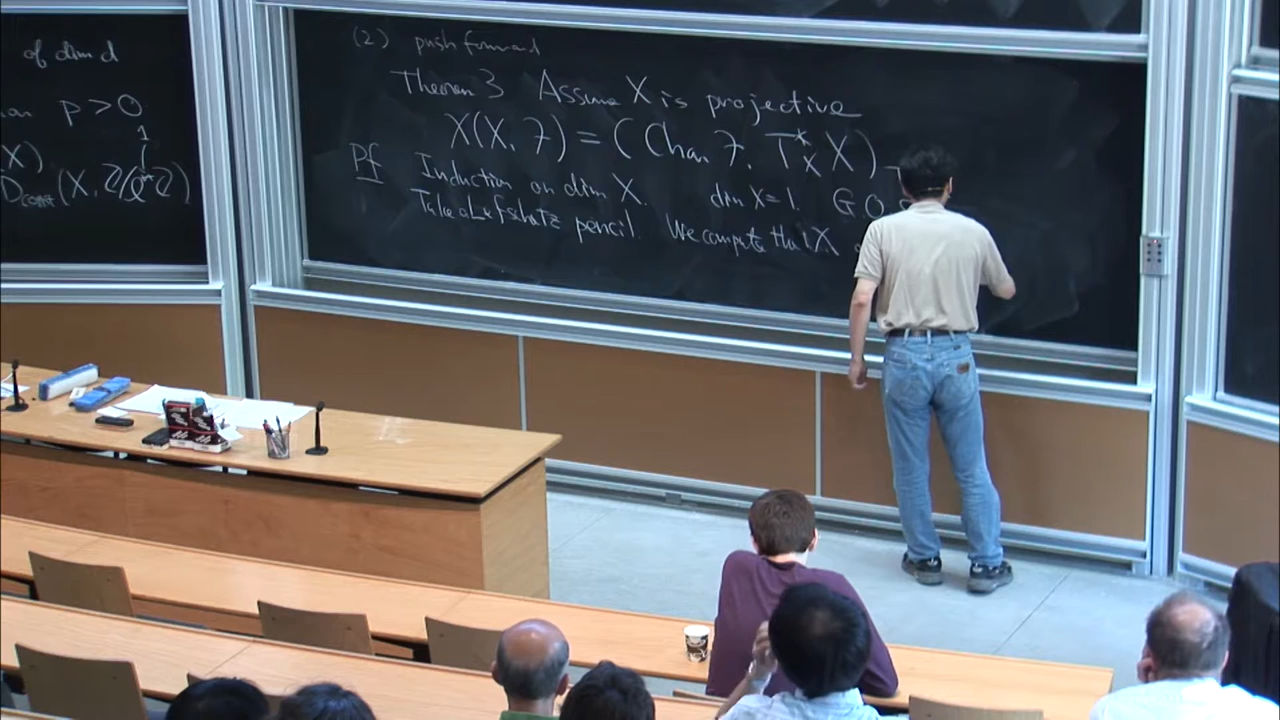 of dim d
p > 0
X)
D_const (X, Z/ℓ^n Z)
(2) push forward
Theorem 3 Assume X is projective
χ(X, F) = (Char F, T*_X X)
Pf Induction on dim X. dim X = 1. G.O.
Take a Lefschetz pencil. We compute the χ